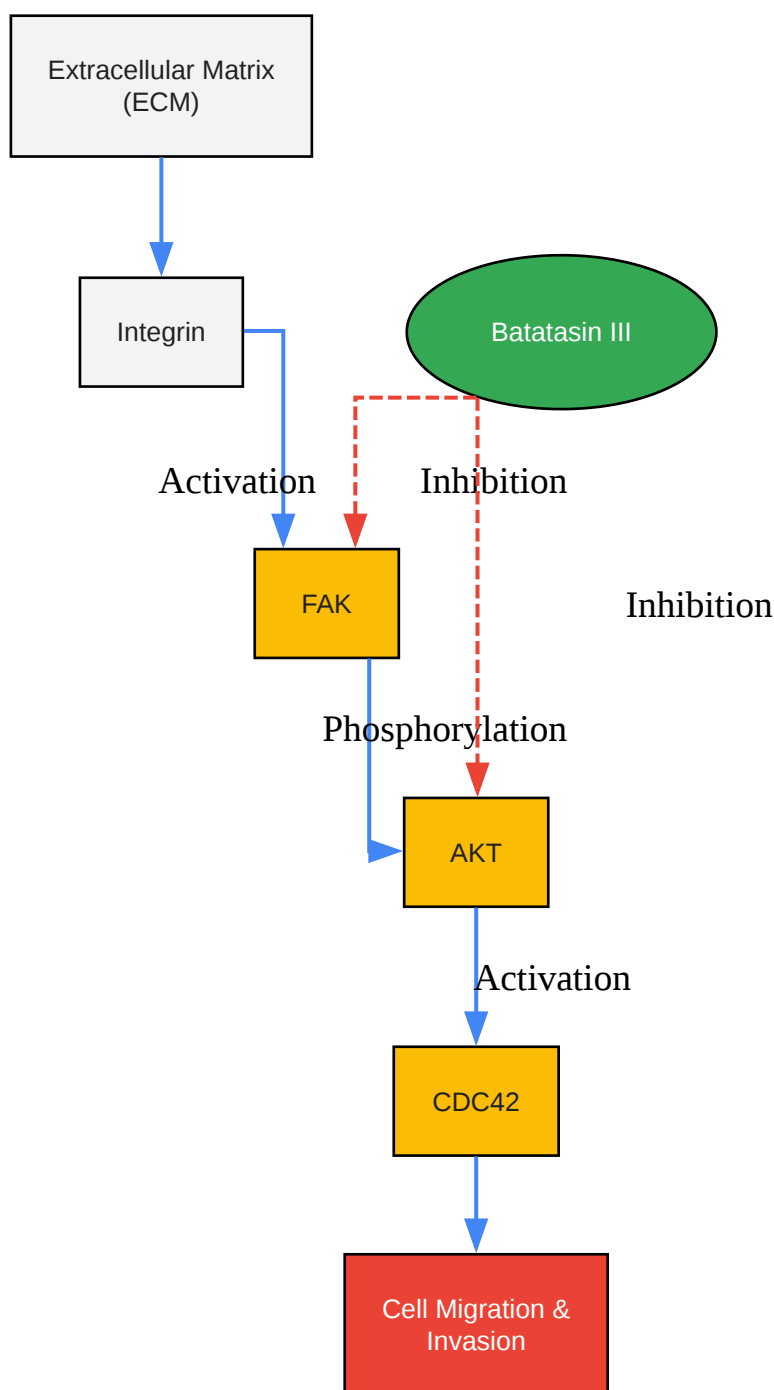 Extracellular Matrix
(ECM)
Integrin
Batatasin III
Activation
Inhibition
FAK
Inhibition
Phosphorylation
AKT
Activation
CDC42
Cell Migration &
Invasion